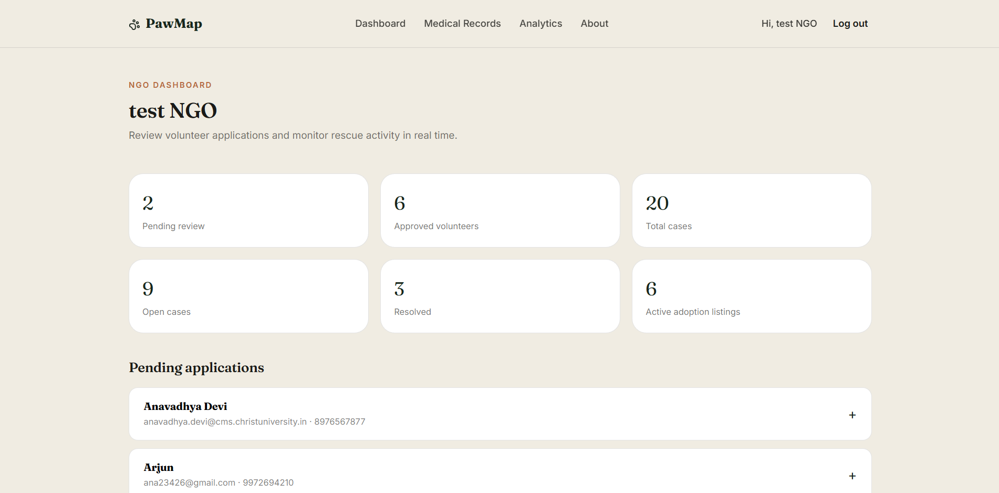 PawMap
Dashboard Medical Records Analytics About
Hi, test NGO Log out
NGO DASHBOARD
test NGO
Review volunteer applications and monitor rescue activity in real time.
2
Pending review
6
Approved volunteers
20
Total cases
9
Open cases
3
Resolved
6
Active adoption listings
Pending applications
Anavadhya Devi
anavadhya.devi@cms.christuniversity.in · 8976567877
+
Arjun
ana23426@gmail.com · 9972694210
+